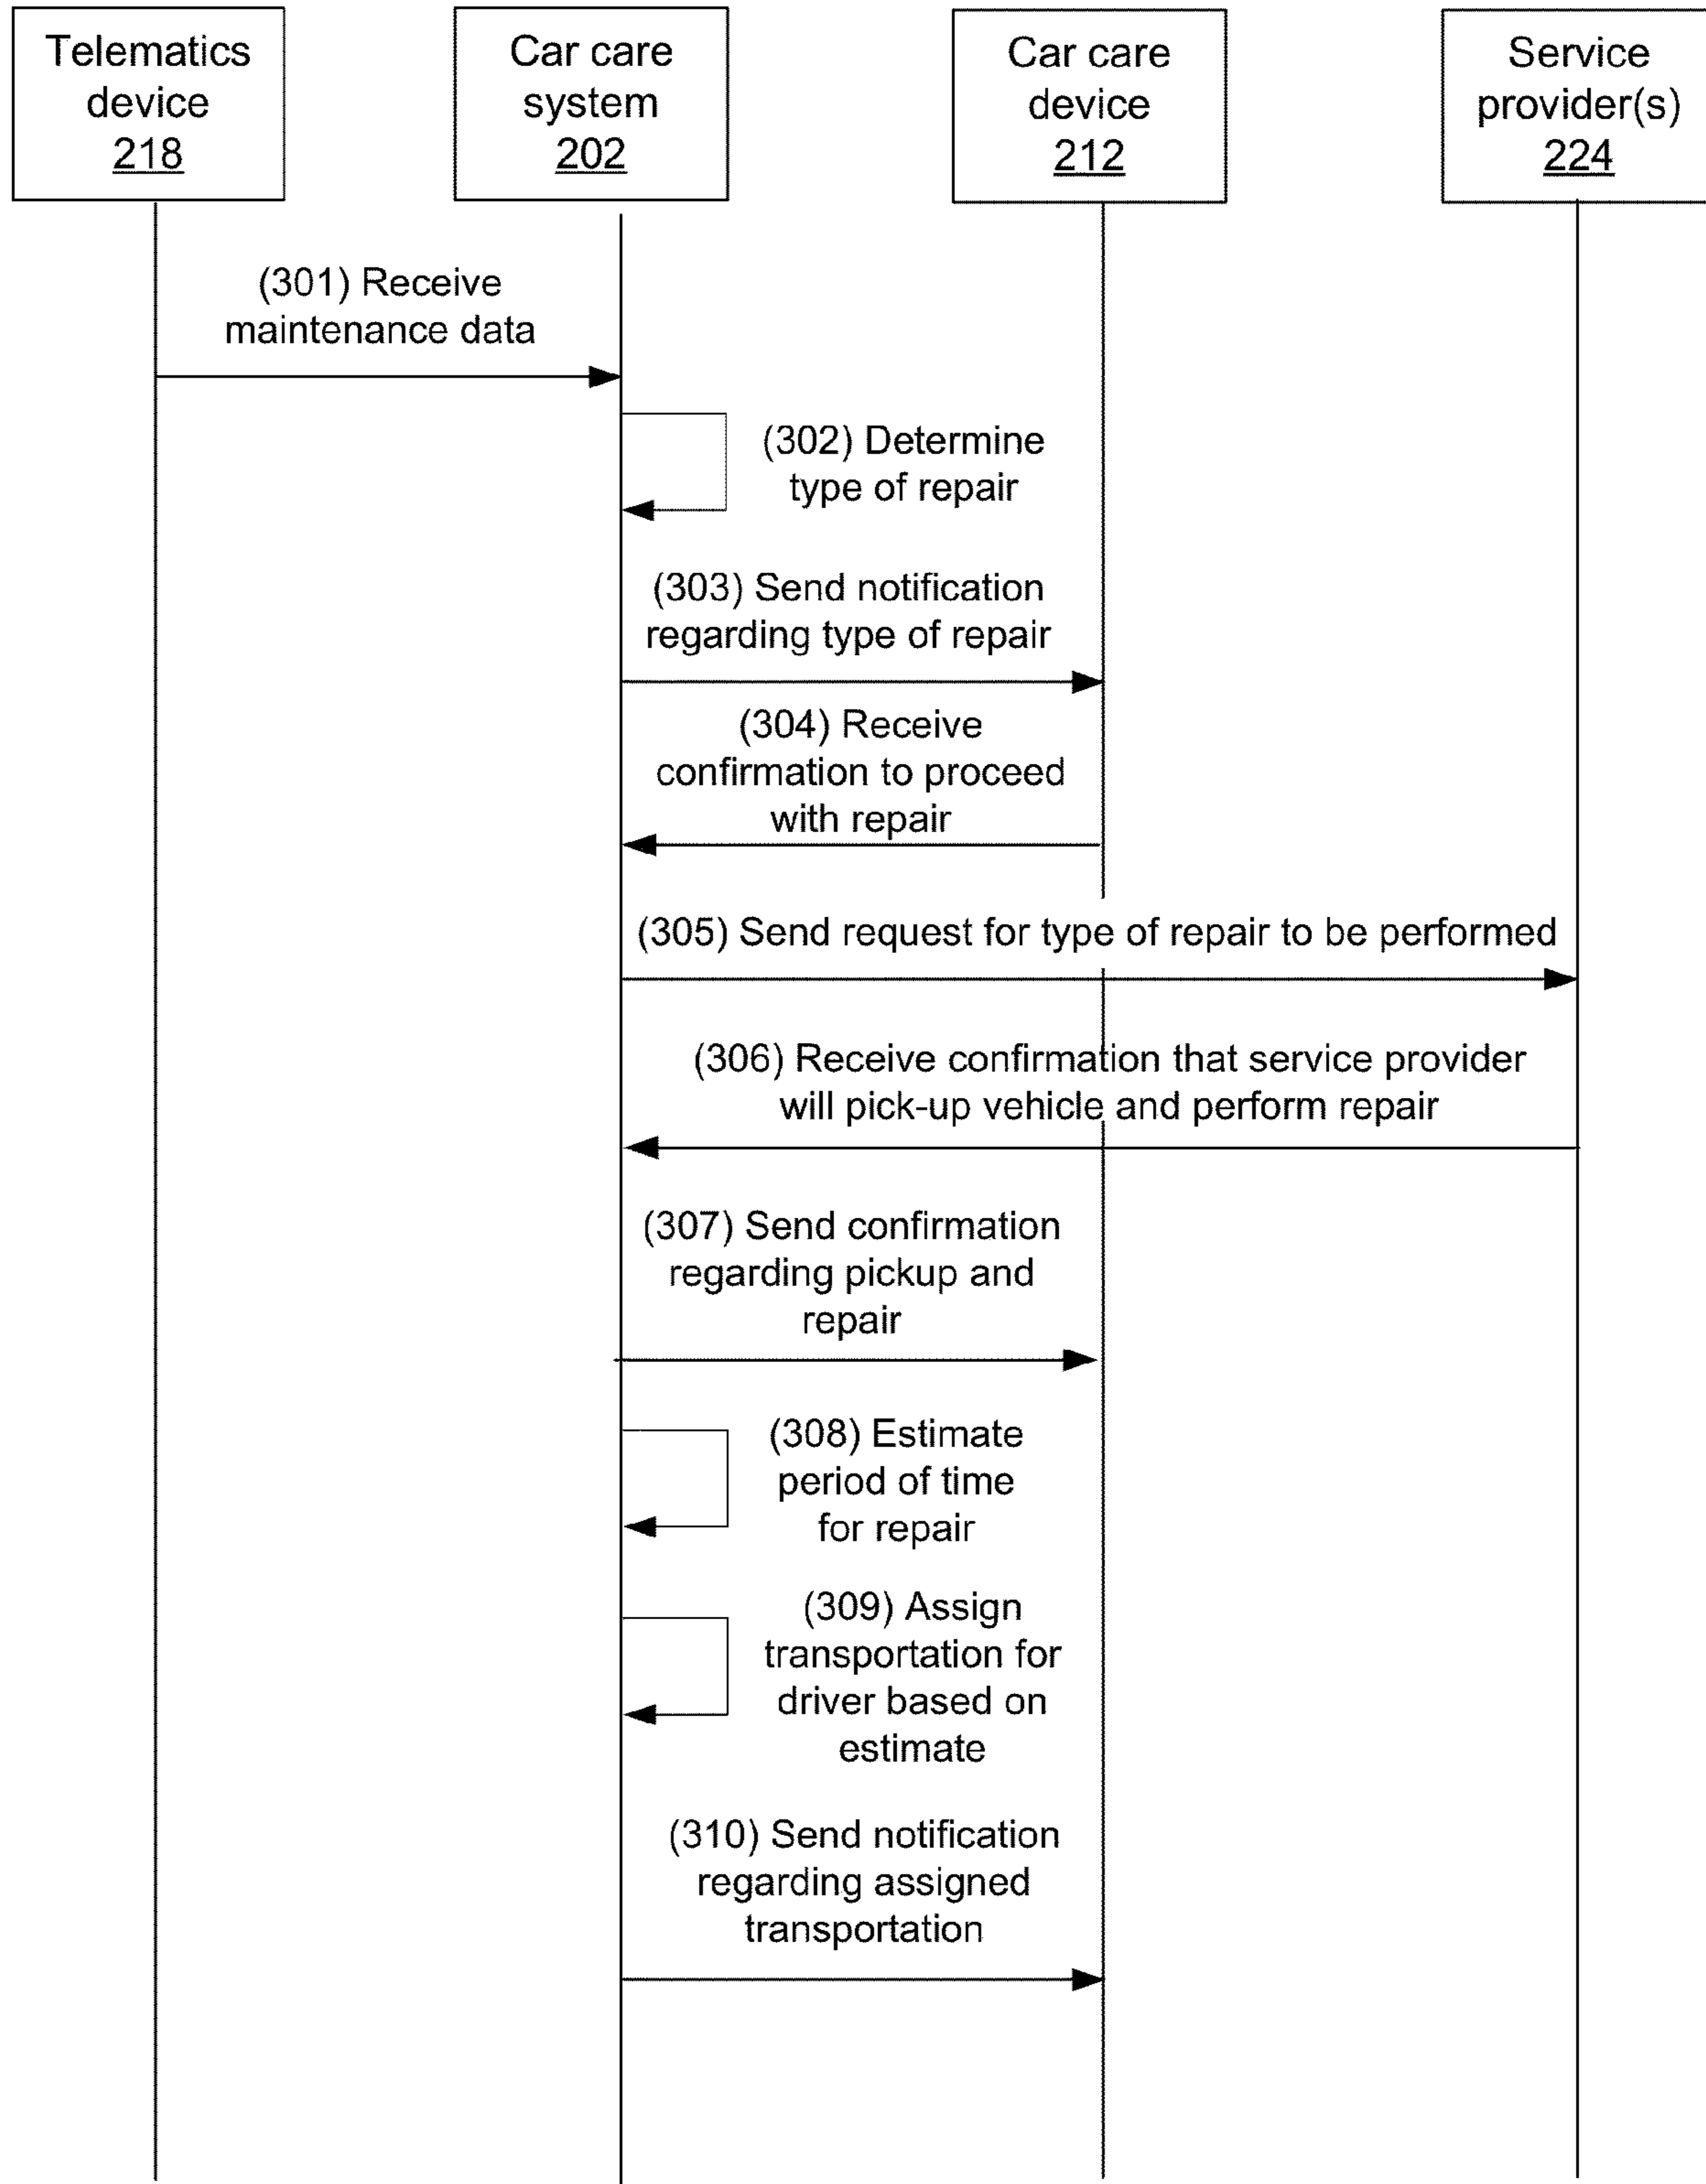 Telematics
device
218
Car care
system
202
Car care
device
212
Service
provider(s)
224
(301) Receive
maintenance data
(302) Determine
type of repair
(303) Send notification
regarding type of repair
(304) Receive
confirmation to proceed
with repair
(305) Send request for type of repair to be performed
(306) Receive confirmation that service provider
will pick-up vehicle and perform repair
(307) Send confirmation
regarding pickup and
repair
(308) Estimate
period of time
for repair
(309) Assign
transportation for
driver based on
estimate
(310) Send notification
regarding assigned
transportation